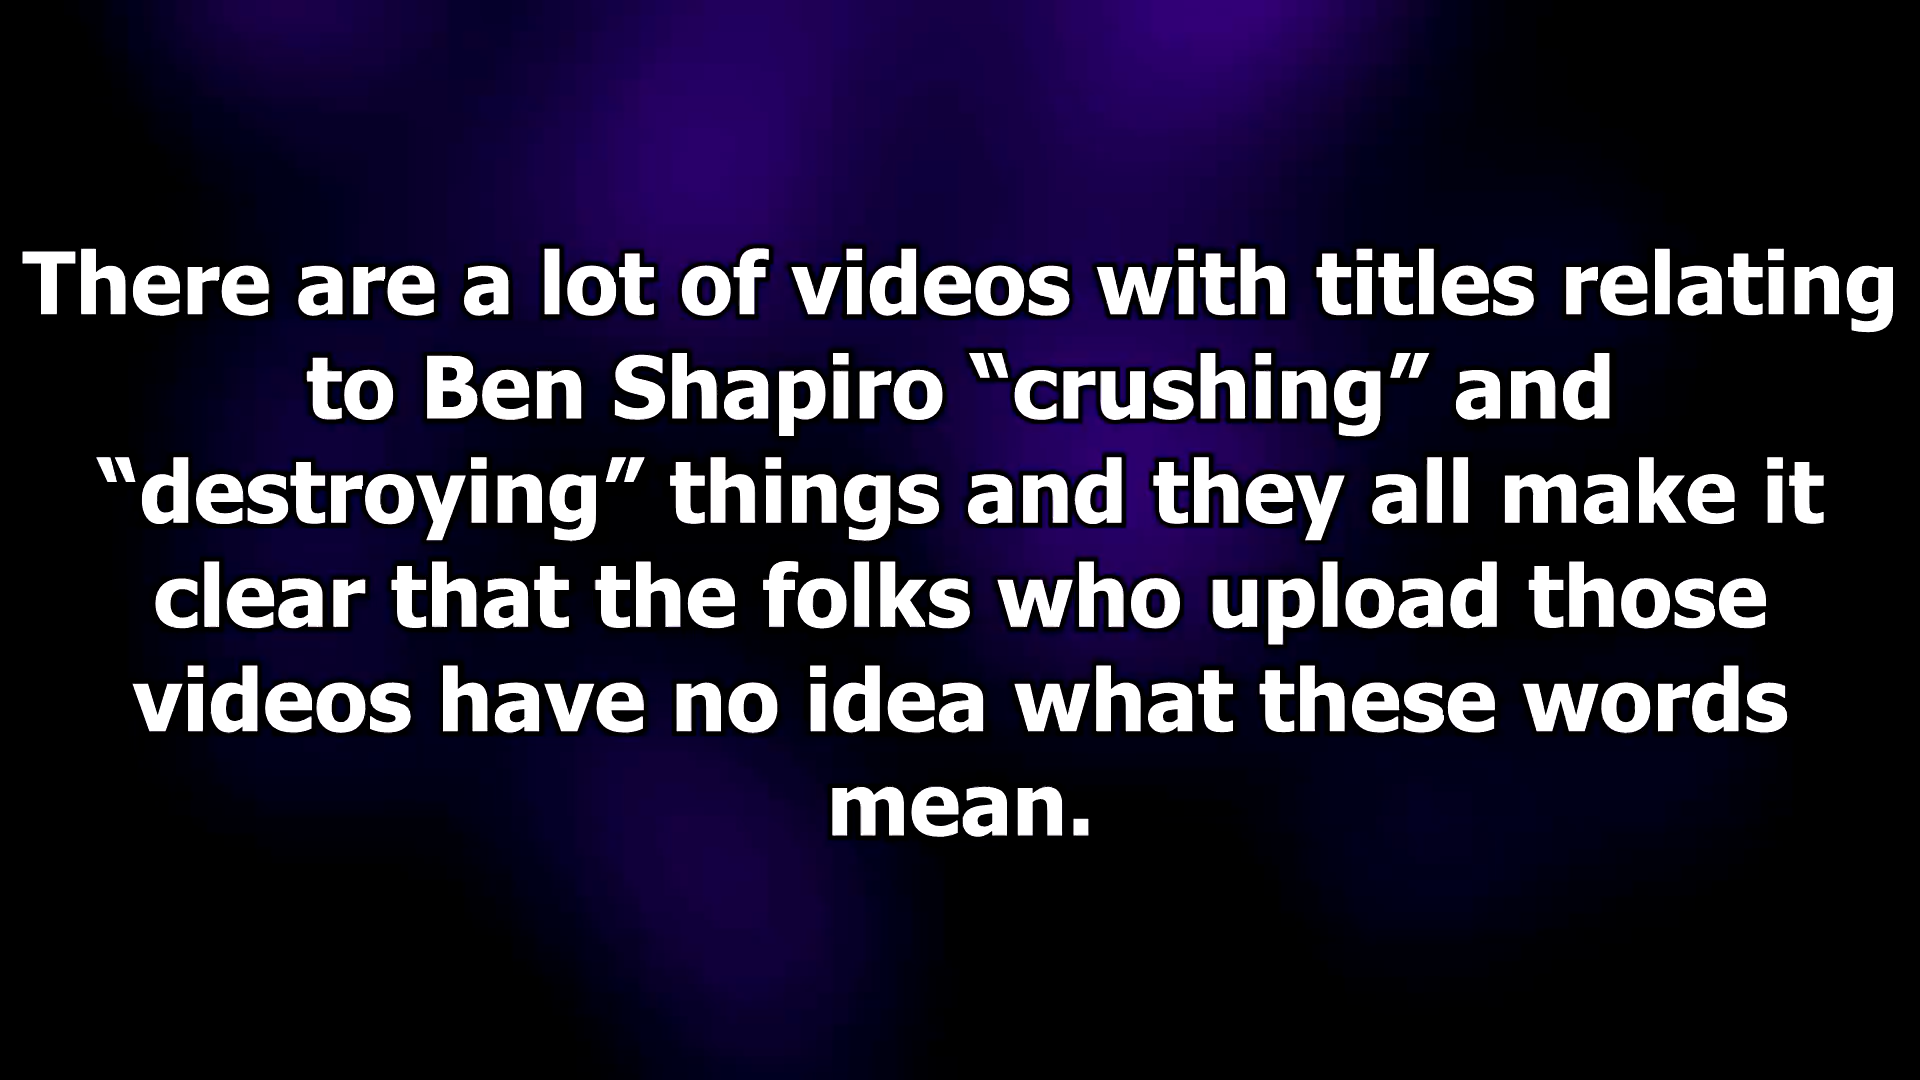 There are a lot of videos with titles relating
to Ben Shapiro “crushing” and
“destroying” things and they all make it
clear that the folks who upload those
videos have no idea what these words
mean.